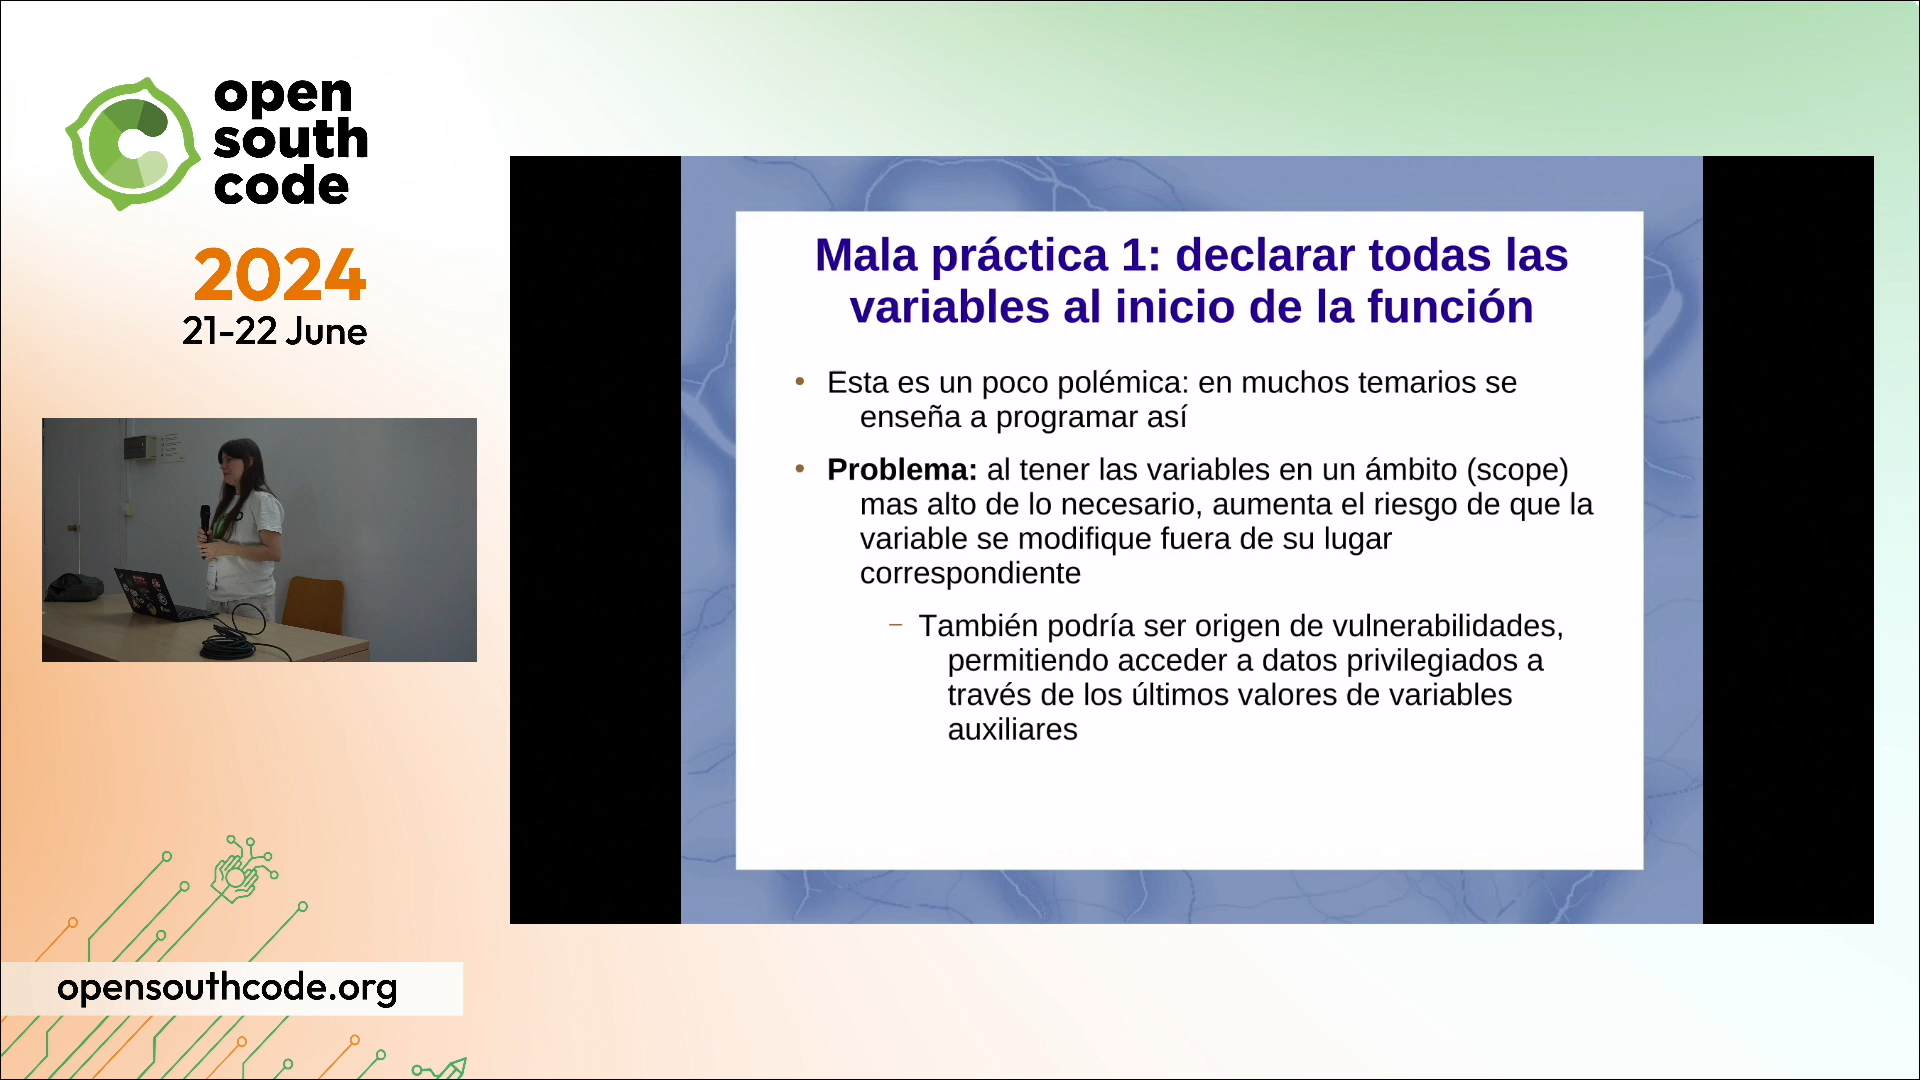 open
south
code
2024
21-22 June
Mala práctica 1: declarar todas las
variables al inicio de la función
• Esta es un poco polémica: en muchos temarios se
enseña a programar así
• Problema: al tener las variables en un ámbito (scope)
mas alto de lo necesario, aumenta el riesgo de que la
variable se modifique fuera de su lugar
correspondiente
– También podría ser origen de vulnerabilidades,
permitiendo acceder a datos privilegiados a
través de los últimos valores de variables
auxiliares
opensouthcode.org